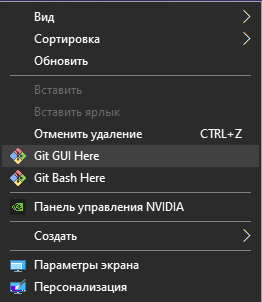 Вид
Сортировка
Обновить
Вставить
Вставить ярлык
Отменить удаление CTRL+Z
Git GUI Here
Git Bash Here
Панель управления NVIDIA
Создать
Параметры экрана
Персонализация